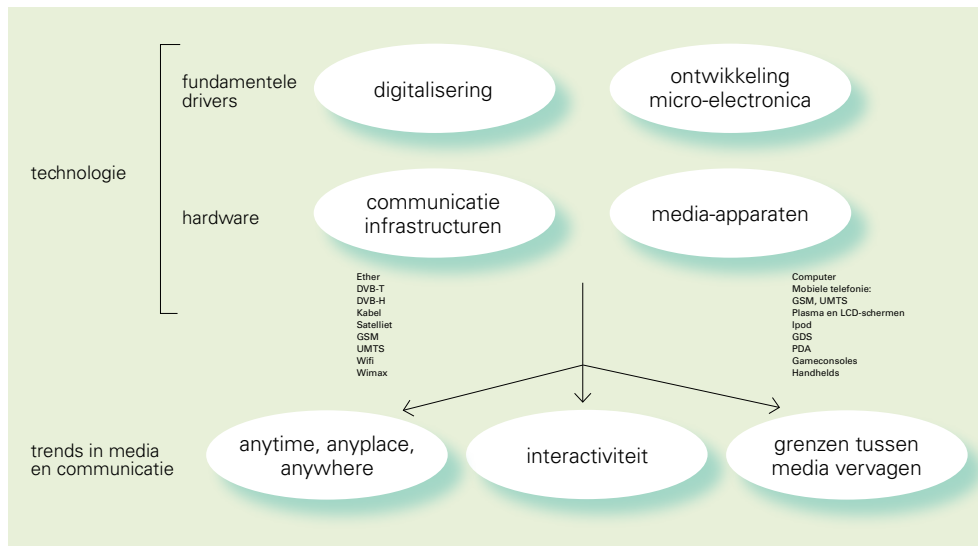 fundamentele
drivers
digitalisering
ontwikkeling
micro-electronica
technologie
hardware
communicatie
infrastructuren
media-apparaten
Ether
DVB-T
DVB-H
Kabel
Satelliet
GSM
UMTS
Wifi
Wimax
Computer
Mobiele telefonie:
GSM, UMTS
Plasma en LCD-schermen
Ipod
GDS
PDA
Gameconsoles
Handhelds
trends in media
en communicatie
anytime, anyplace,
anywhere
interactiviteit
grenzen tussen
media vervagen